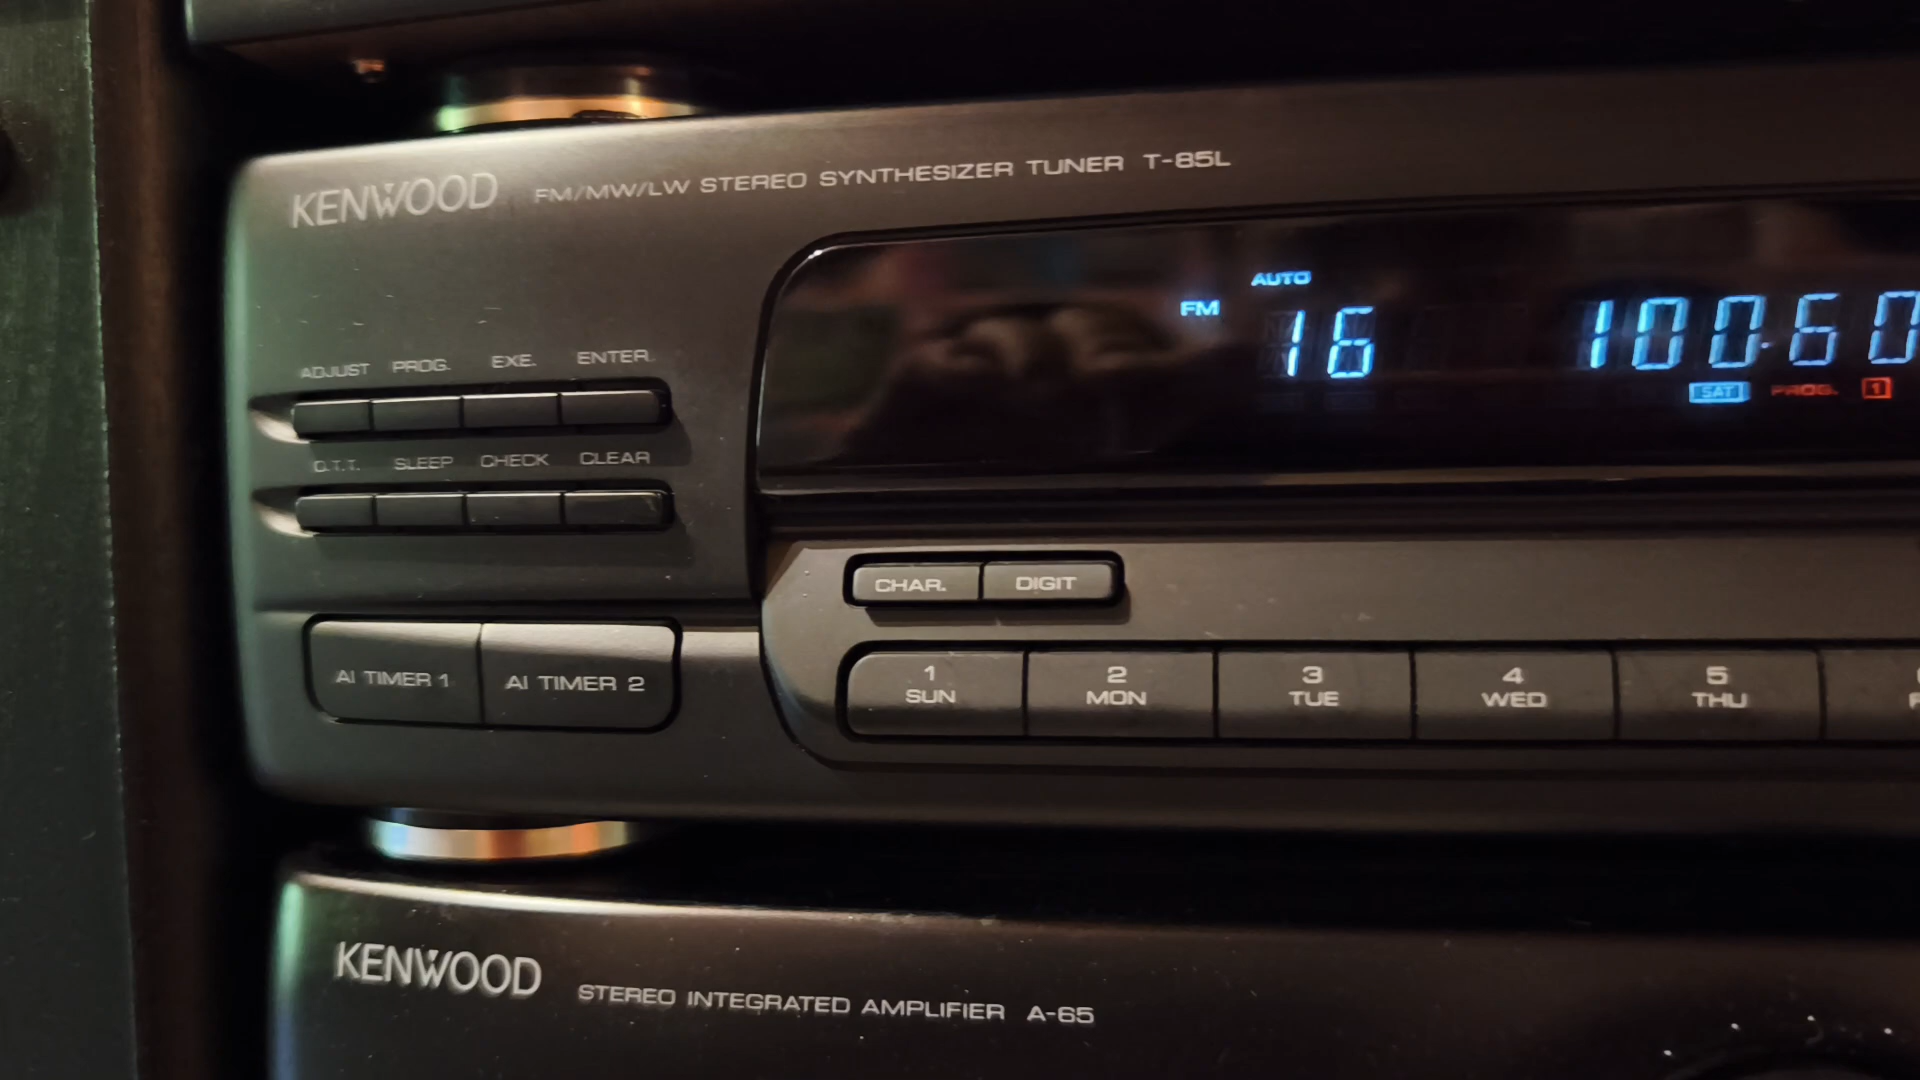 KENWOOD FM/MW/LW STEREO SYNTHESIZER TUNER T-85L
AUTO
FM 16 100.60
SAT PROG. 1
ADJUST PROG. EXE. ENTER
O.T.T. SLEEP CHECK CLEAR
CHAR. DIGIT
AI TIMER 1 AI TIMER 2
1 2 3 4 5
SUN MON TUE WED THU
KENWOOD STEREO INTEGRATED AMPLIFIER A-65